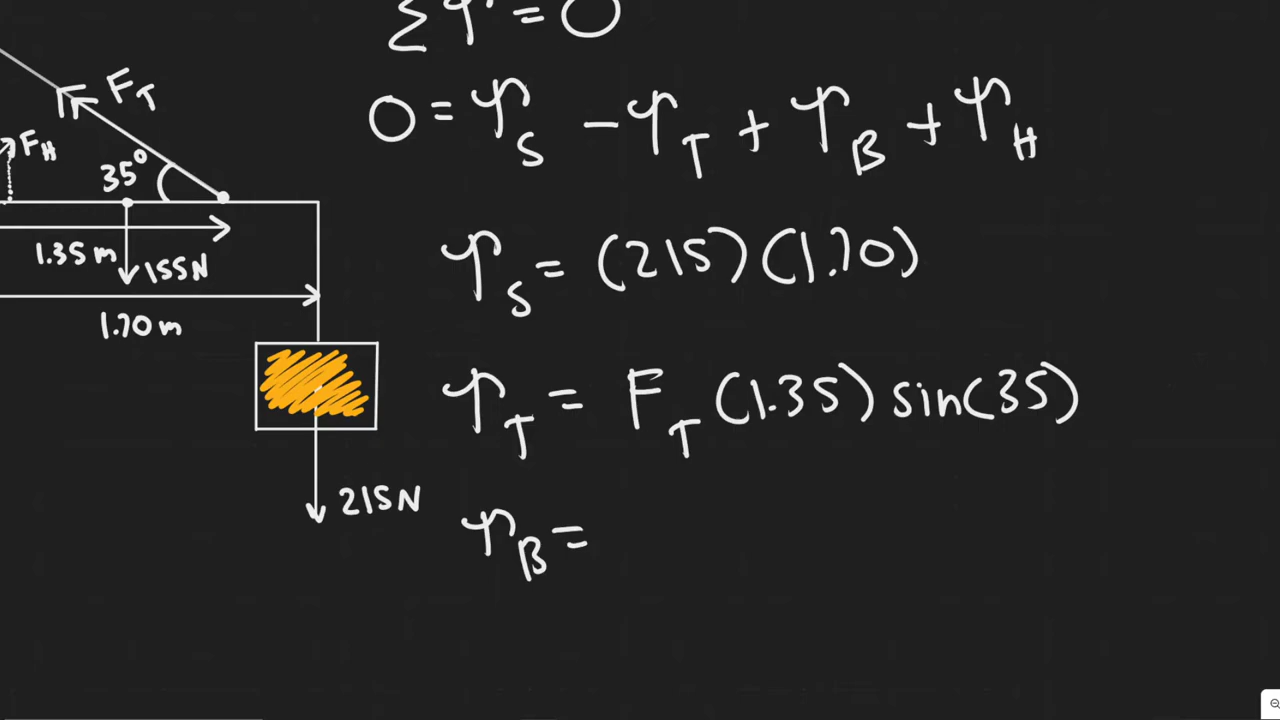 Στ = 0
0 = τ_S - τ_T + τ_B + τ_H
F_T
F_H
35°
1.35 m
155N
1.70 m
215N
τ_S = (215)(1.70)
τ_T = F_T (1.35) sin(35)
τ_B =